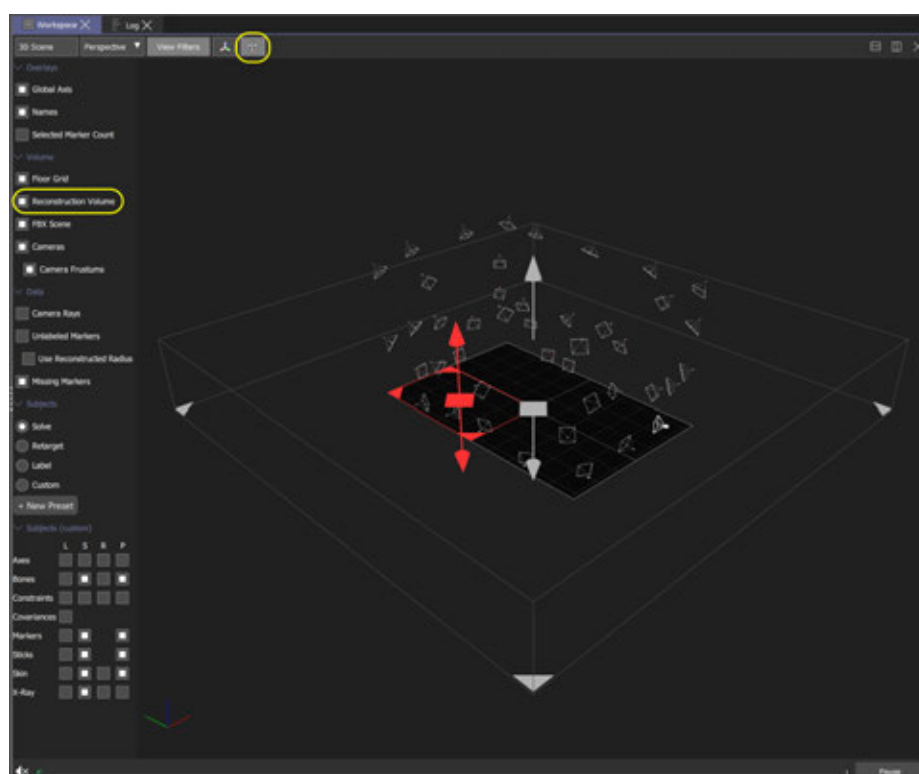 Workspace
Log
3D Scene
Perspective
View Filters
Overlays
Global Axis
Names
Selected Marker Count
Volume
Floor Grid
Reconstruction Volume
FBX Scene
Cameras
Camera Frustums
Data
Camera Rays
Unlabeled Markers
Use Reconstructed Radius
Missing Markers
Subjects
Solve
Retarget
Label
Custom
+ New Preset
Subjects (custom)
L S R P
Axes
Bones
Constraints
Covariences
Markers
Sticks
Skin
X-Ray
Pause